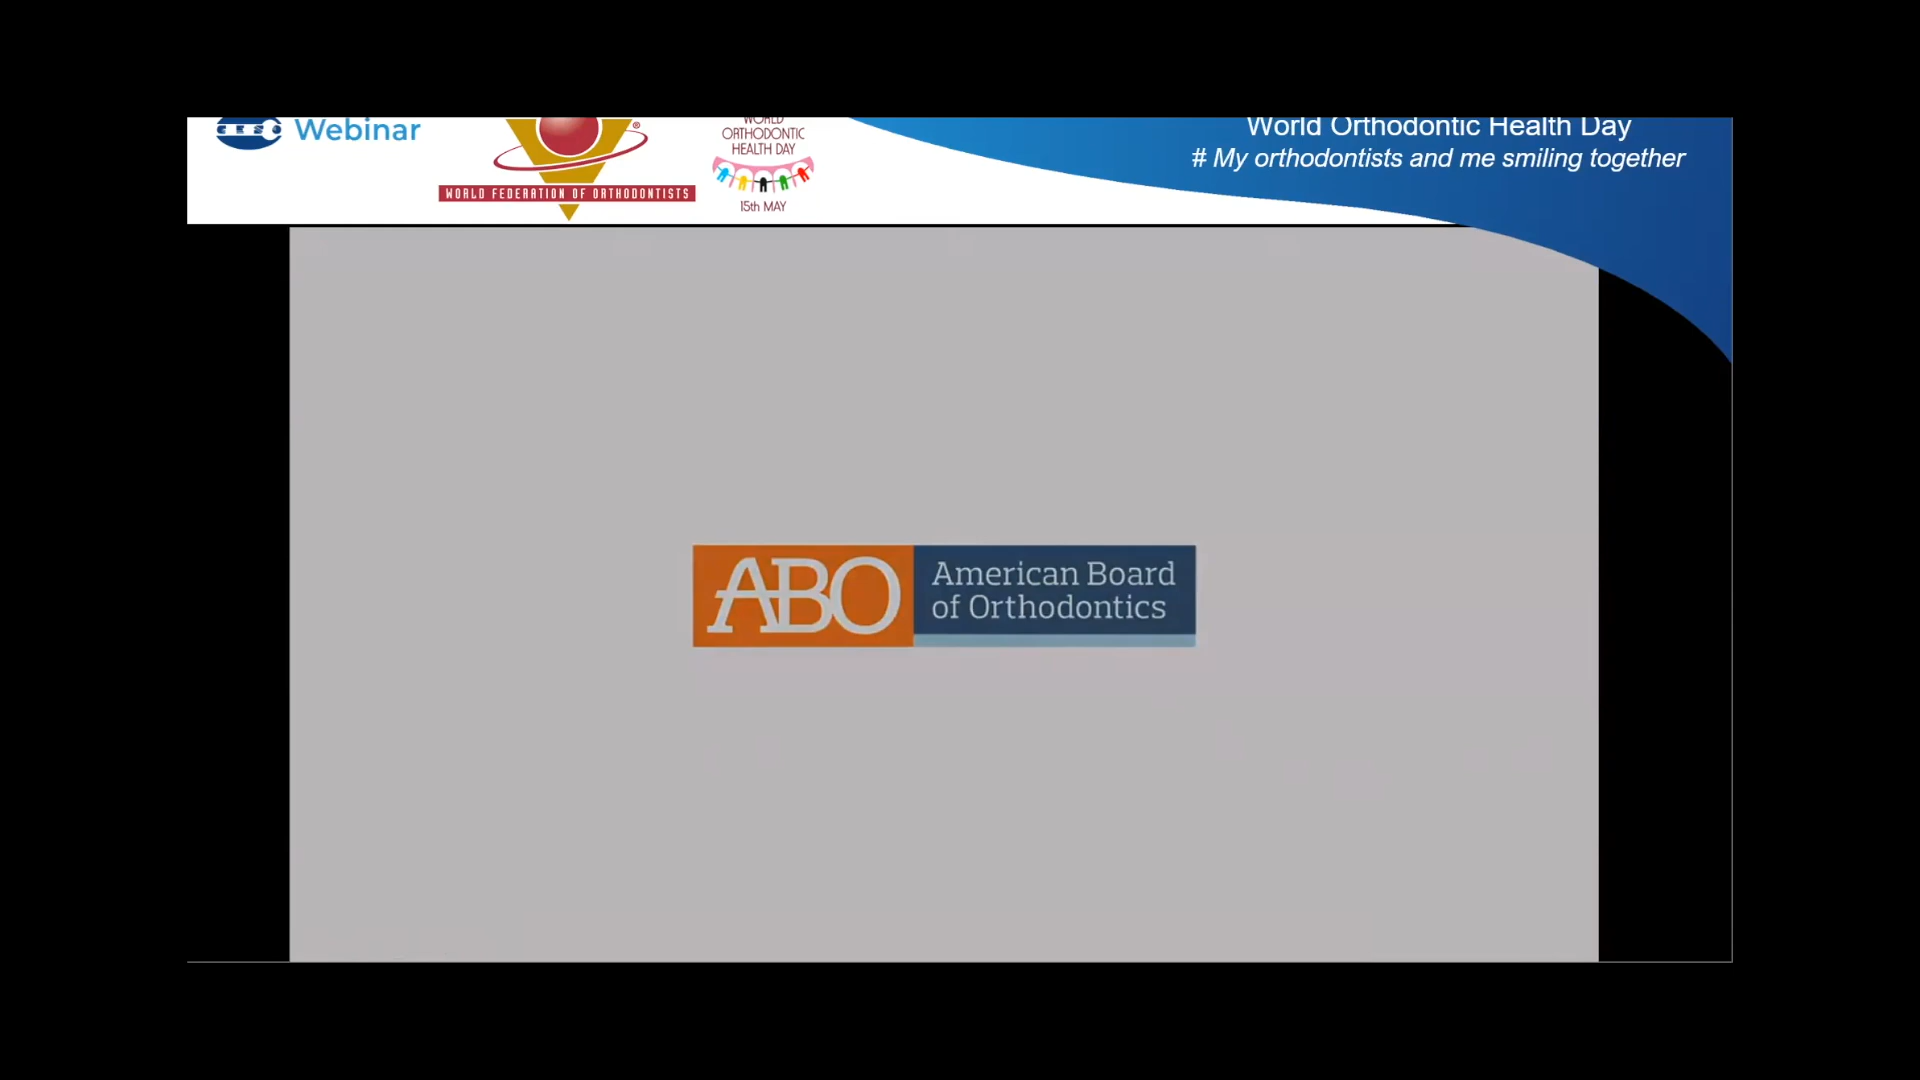 Webinar
®
WORLD FEDERATION OF ORTHODONTISTS
WORLD
ORTHODONTIC
HEALTH DAY
15th MAY
World Orthodontic Health Day
# My orthodontists and me smiling together
ABO
American Board
of Orthodontics